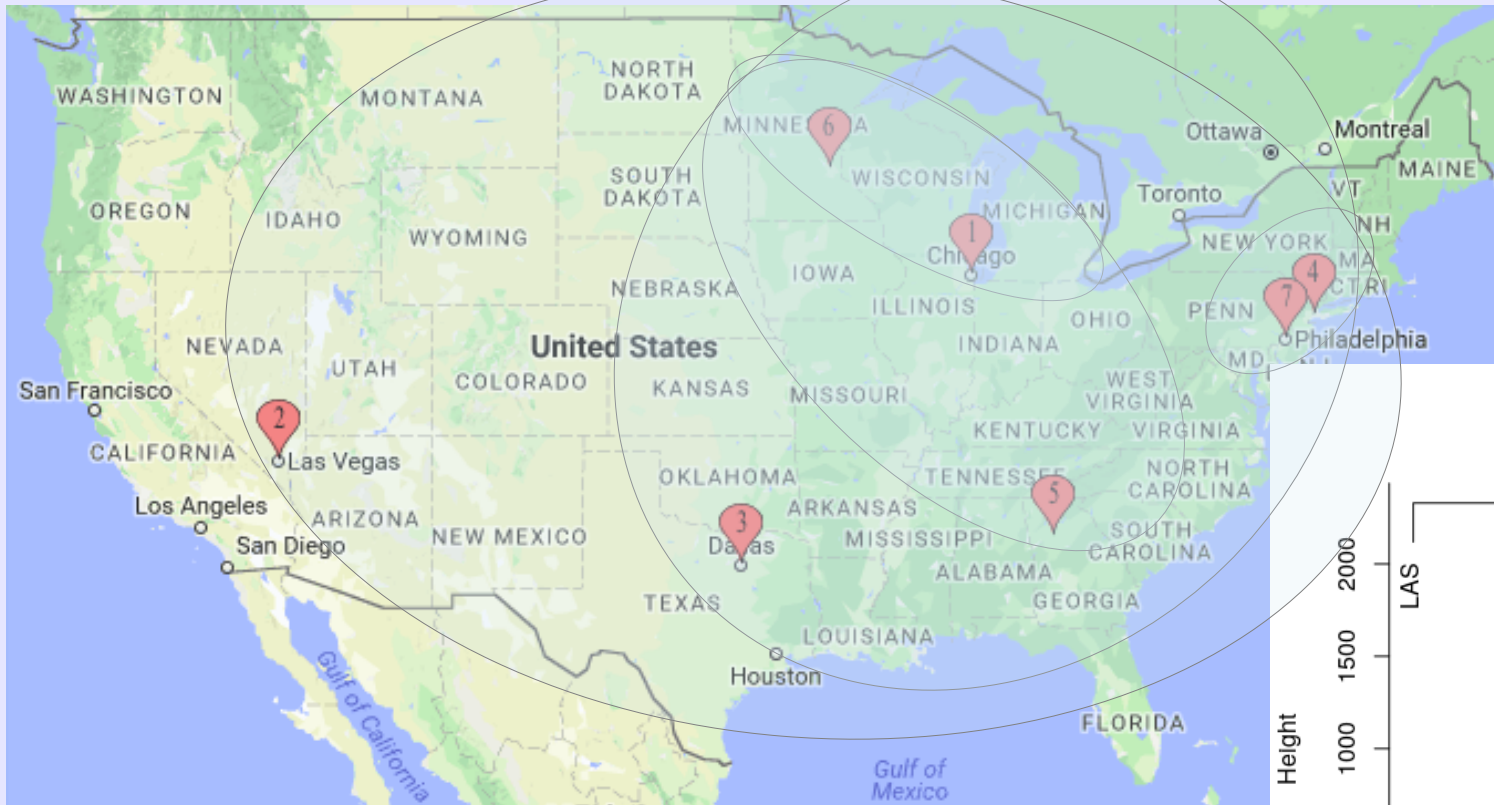 WASHINGTON
MONTANA
NORTH
DAKOTA
MINNE
A
6
Ottawa
Montreal
MAINE
OREGON
IDAHO
SOUTH
DAKOTA
WISCONSIN
MICHIGAN
Toronto
VT
NH
WYOMING
1
Chicago
NEW YORK
MA
CT RI
4
NEBRASKA
IOWA
ILLINOIS
OHIO
PENN
7
Philadelphia
NEVADA
UTAH
United States
COLORADO
KANSAS
MISSOURI
INDIANA
WEST
VIRGINIA
MD
San Francisco
2
Las Vegas
CALIFORNIA
KENTUCKY
VIRGINIA
OKLAHOMA
TENNESSEE
NORTH
CAROLINA
5
Los Angeles
ARIZONA
NEW MEXICO
3
Dallas
ARKANSAS
MISSISSIPPI
SOUTH
CAROLINA
San Diego
ALABAMA
TEXAS
GEORGIA
LOUISIANA
Houston
Gulf of California
FLORIDA
Gulf of
Mexico
Height
1000
1500
2000
LAS